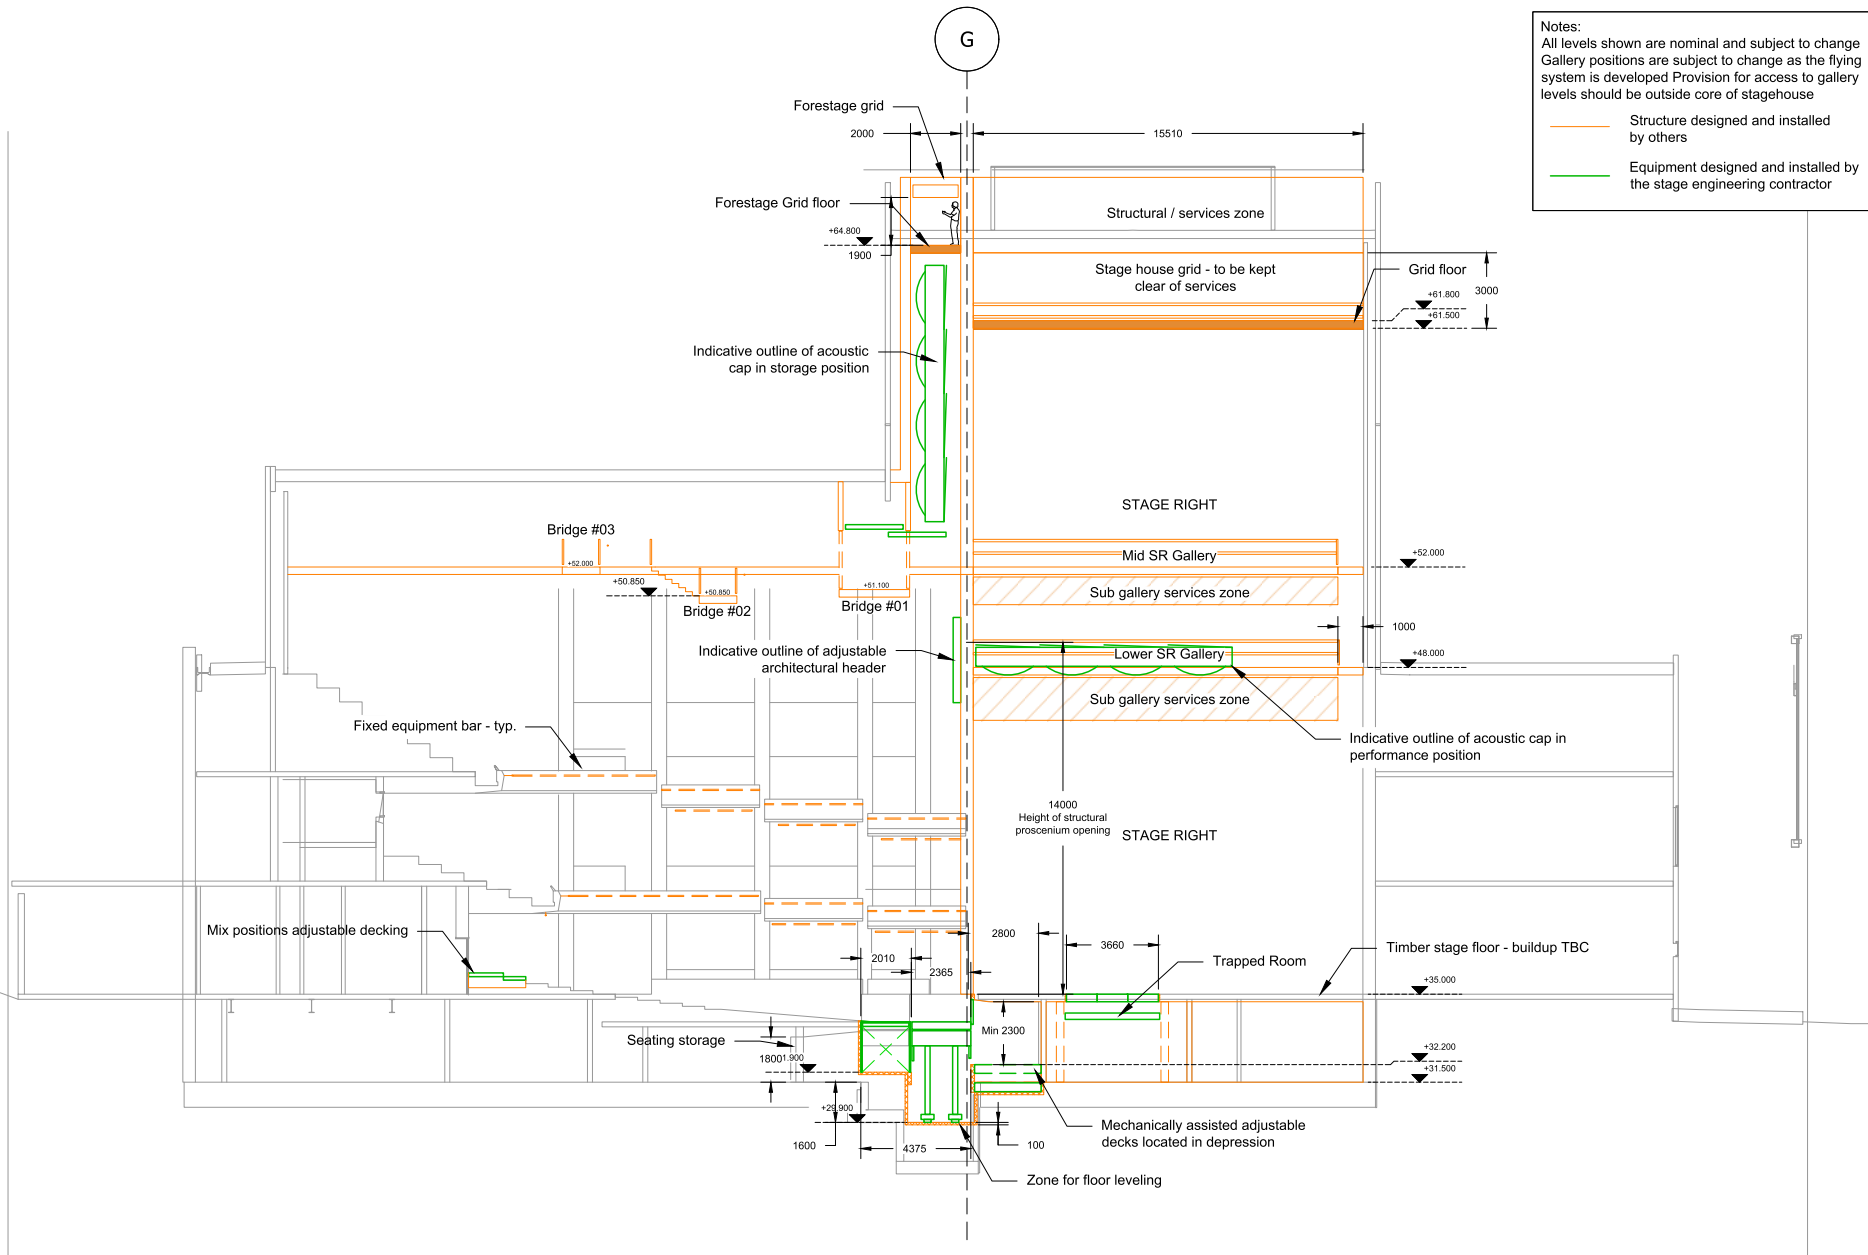 G
Notes:
All levels shown are nominal and subject to change
Gallery positions are subject to change as the flying
system is developed Provision for access to gallery
levels should be outside core of stagehouse
Structure designed and installed
by others
Equipment designed and installed by
the stage engineering contractor
Forestage grid
2000
15510
Forestage Grid floor
Structural / services zone
+64.800
1900
Stage house grid - to be kept
clear of services
Grid floor
3000
+61.800
+61.500
Indicative outline of acoustic
cap in storage position
STAGE RIGHT
Bridge #03
Mid SR Gallery
+52.000
+52.000
+50.850
+50.850
+51.100
Sub gallery services zone
Bridge #02
Bridge #01
1000
Indicative outline of adjustable
architectural header
Lower SR Gallery
+48.000
Sub gallery services zone
Fixed equipment bar - typ.
Indicative outline of acoustic cap in
performance position
14000
Height of structural
proscenium opening
STAGE RIGHT
Mix positions adjustable decking
2800
3660
Timber stage floor - buildup TBC
2010
2365
Trapped Room
+35.000
Min 2300
Seating storage
1800
1.900
+32.200
+31.500
+29.900
Mechanically assisted adjustable
decks located in depression
1600
4375
100
Zone for floor leveling